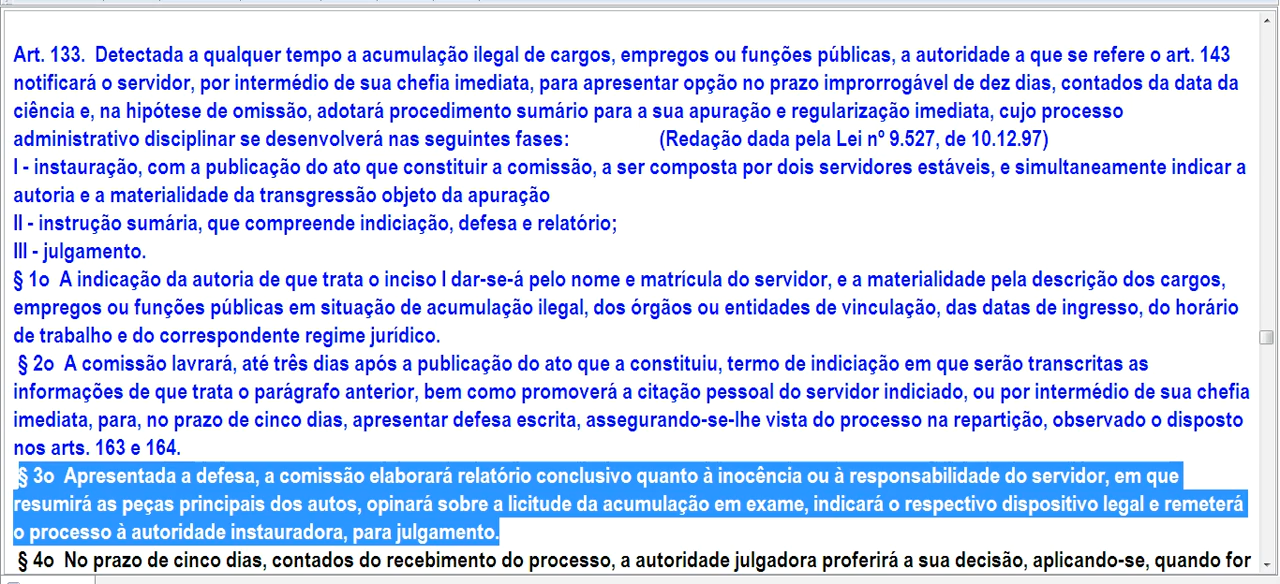 Art. 133.  Detectada a qualquer tempo a acumulação ilegal de cargos, empregos ou funções públicas, a autoridade a que se refere o art. 143
notificará o servidor, por intermédio de sua chefia imediata, para apresentar opção no prazo improrrogável de dez dias, contados da data da
ciência e, na hipótese de omissão, adotará procedimento sumário para a sua apuração e regularização imediata, cujo processo
administrativo disciplinar se desenvolverá nas seguintes fases: (Redação dada pela Lei nº 9.527, de 10.12.97)
I - instauração, com a publicação do ato que constituir a comissão, a ser composta por dois servidores estáveis, e simultaneamente indicar a
autoria e a materialidade da transgressão objeto da apuração
II - instrução sumária, que compreende indiciação, defesa e relatório;
III - julgamento.
§ 1o  A indicação da autoria de que trata o inciso I dar-se-á pelo nome e matrícula do servidor, e a materialidade pela descrição dos cargos,
empregos ou funções públicas em situação de acumulação ilegal, dos órgãos ou entidades de vinculação, das datas de ingresso, do horário
de trabalho e do correspondente regime jurídico.
§ 2o  A comissão lavrará, até três dias após a publicação do ato que a constituiu, termo de indiciação em que serão transcritas as
informações de que trata o parágrafo anterior, bem como promoverá a citação pessoal do servidor indiciado, ou por intermédio de sua chefia
imediata, para, no prazo de cinco dias, apresentar defesa escrita, assegurando-se-lhe vista do processo na repartição, observado o disposto
nos arts. 163 e 164.
§ 3o  Apresentada a defesa, a comissão elaborará relatório conclusivo quanto à inocência ou à responsabilidade do servidor, em que
resumirá as peças principais dos autos, opinará sobre a licitude da acumulação em exame, indicará o respectivo dispositivo legal e remeterá
o processo à autoridade instauradora, para julgamento.
§ 4o  No prazo de cinco dias, contados do recebimento do processo, a autoridade julgadora proferirá a sua decisão, aplicando-se, quando for